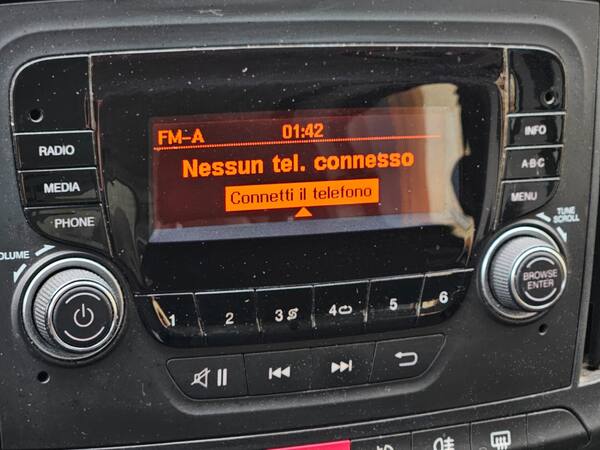 FM-A 01:42
Nessun tel. connesso
Connetti il telefono
RADIO
MEDIA
PHONE
VOLUME
INFO
A-B-C
MENU
TUNE
SCROLL
BROWSE
ENTER
1 2 3 4 5 6